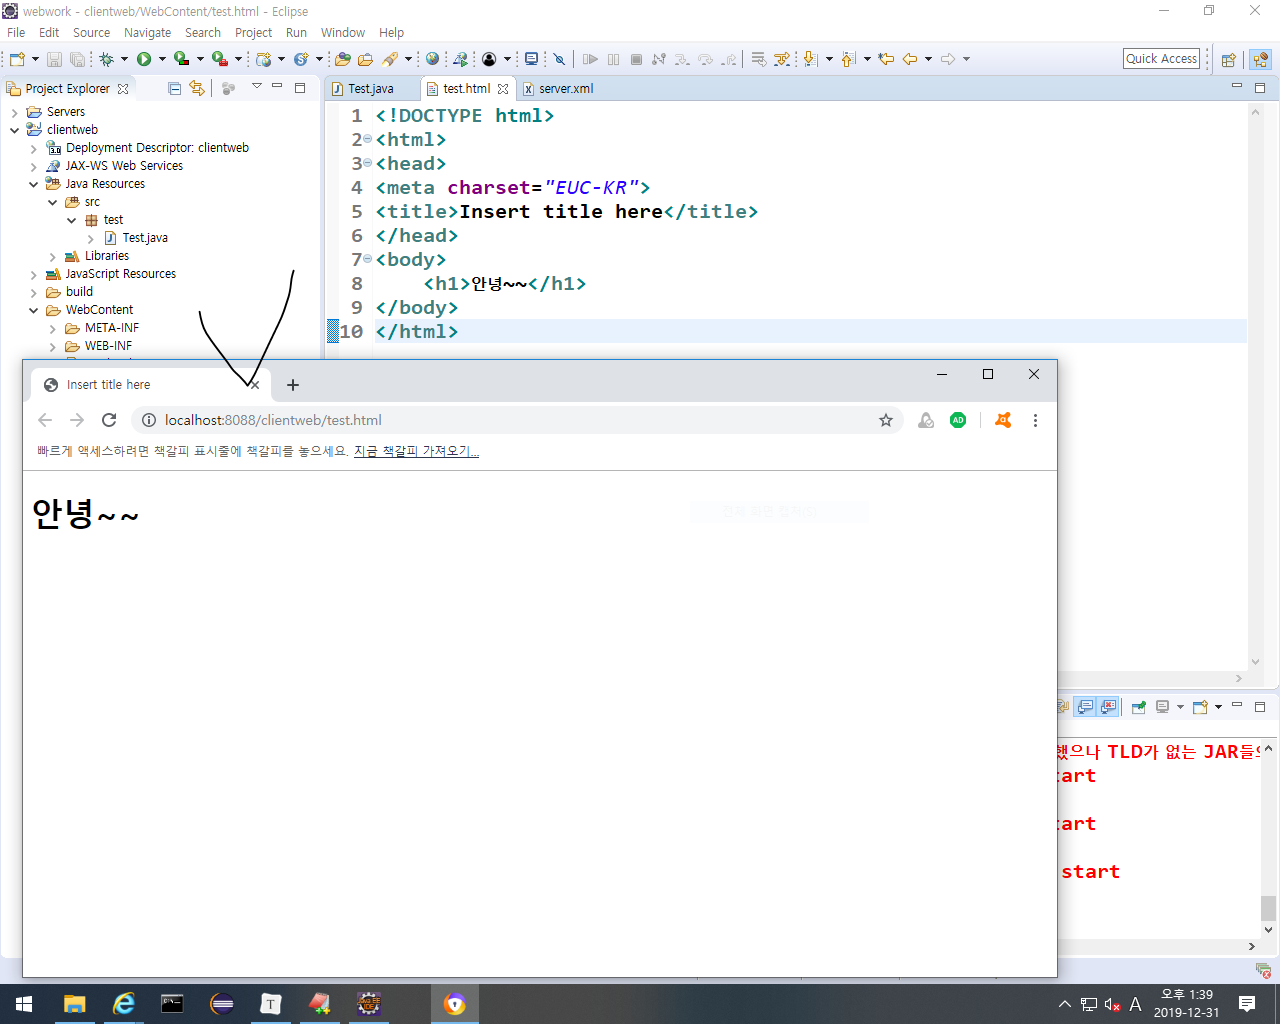 webwork - clientweb/WebContent/test.html - Eclipse
File Edit Source Navigate Search Project Run Window Help
Quick Access
Project Explorer
Servers
clientweb
Deployment Descriptor: clientweb
JAX-WS Web Services
Java Resources
src
test
Test.java
Libraries
JavaScript Resources
build
WebContent
META-INF
WEB-INF
Test.java test.html server.xml
1 <!DOCTYPE html>
2 <html>
3 <head>
4 <meta charset="EUC-KR">
5 <title>Insert title here</title>
6 </head>
7 <body>
8 <h1>안녕~~</h1>
9 </body>
10 </html>
Insert title here
localhost:8088/clientweb/test.html
빠르게 액세스하려면 책갈피 표시줄에 책갈피를 놓으세요. 지금 책갈피 가져오기...
안녕~~
했으나 TLD가 없는 JAR들
tart
tart
start
오후 1:39
2019-12-31
A